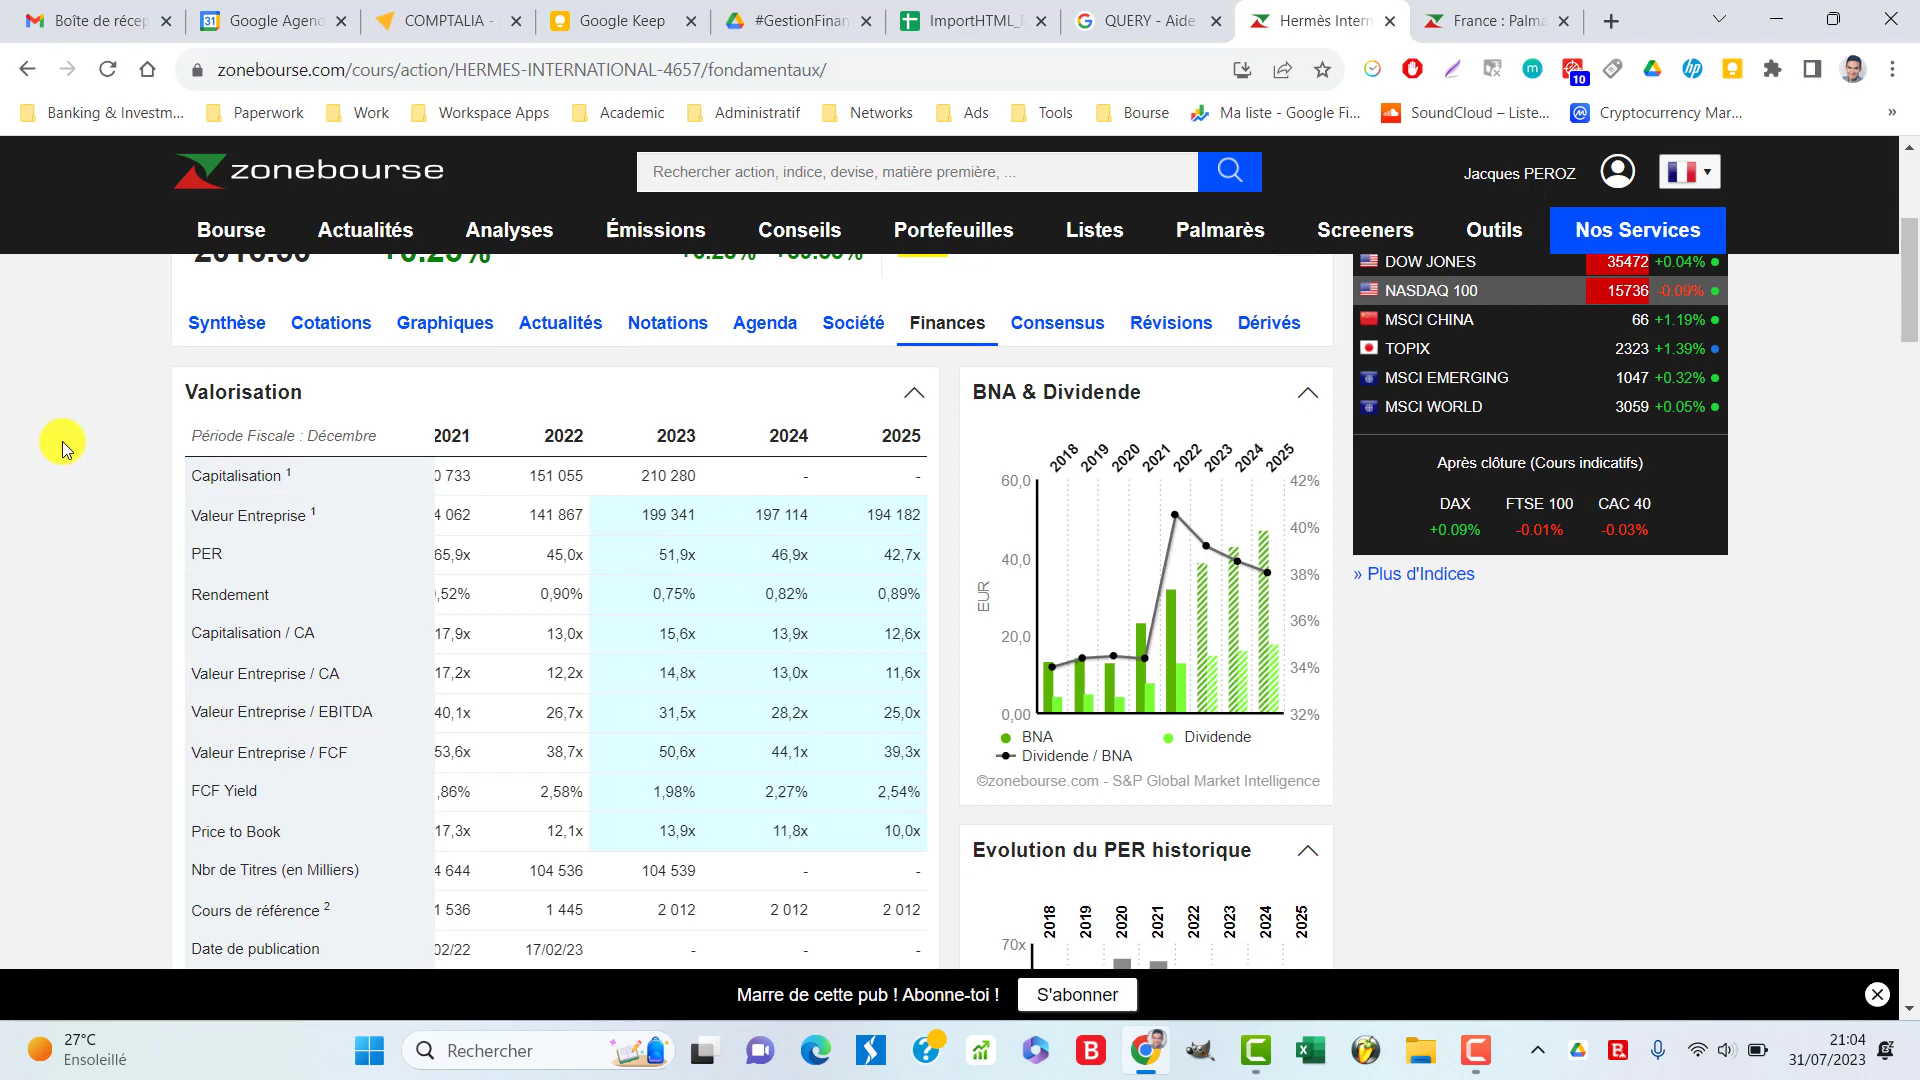 Boîte de récep
Google Agend
COMPTALIA -
Google Keep
#GestionFinan
ImportHTML_
QUERY - Aide
Hermès Intern
France : Palma
zonebourse.com/cours/action/HERMES-INTERNATIONAL-4657/fondamentaux/
10
Banking & Investm...
Paperwork
Work
Workspace Apps
Academic
Administratif
Networks
Ads
Tools
Bourse
Ma liste - Google Fi...
SoundCloud – Liste...
Cryptocurrency Mar...
»
zonebourse
Rechercher action, indice, devise, matière première, ...
Jacques PEROZ
Bourse Actualités Analyses Émissions Conseils Portefeuilles Listes Palmarès Screeners Outils Nos Services
Synthèse Cotations Graphiques Actualités Notations Agenda Société Finances Consensus Révisions Dérivés
Valorisation
Période Fiscale : Décembre 2021 2022 2023 2024 2025
Capitalisation 1 0 733 151 055 210 280 - -
Valeur Entreprise 1 4 062 141 867 199 341 197 114 194 182
PER 65,9x 45,0x 51,9x 46,9x 42,7x
Rendement ,52% 0,90% 0,75% 0,82% 0,89%
Capitalisation / CA 17,9x 13,0x 15,6x 13,9x 12,6x
Valeur Entreprise / CA 17,2x 12,2x 14,8x 13,0x 11,6x
Valeur Entreprise / EBITDA 40,1x 26,7x 31,5x 28,2x 25,0x
Valeur Entreprise / FCF 53,6x 38,7x 50,6x 44,1x 39,3x
FCF Yield ,86% 2,58% 1,98% 2,27% 2,54%
Price to Book 17,3x 12,1x 13,9x 11,8x 10,0x
Nbr de Titres (en Milliers) 4 644 104 536 104 539 - -
Cours de référence 2 1 536 1 445 2 012 2 012 2 012
Date de publication 02/22 17/02/23 - - -
BNA & Dividende
2018 2019 2020 2021 2022 2023 2024 2025
60,0 42%
40%
40,0 38%
EUR
36%
20,0
34%
0,00 32%
BNA Dividende
Dividende / BNA
©zonebourse.com - S&P Global Market Intelligence
Evolution du PER historique
2018 2019 2020 2021 2022 2023 2024 2025
70x
DOW JONES 35472 +0.04%
NASDAQ 100 15736 -0.09%
MSCI CHINA 66 +1.19%
TOPIX 2323 +1.39%
MSCI EMERGING 1047 +0.32%
MSCI WORLD 3059 +0.05%
Après clôture (Cours indicatifs)
DAX FTSE 100 CAC 40
+0.09% -0.01% -0.03%
» Plus d'Indices
Marre de cette pub ! Abonne-toi ! S'abonner
27°C
Ensoleillé
Rechercher
21:04
31/07/2023